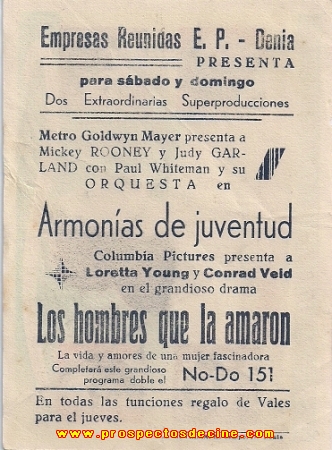 Empresas Reunidas E. P. - Denia
PRESENTA
para sábado y domingo
Dos Extraordinarias Superproducciones
Metro Goldwyn Mayer presenta a
Mickey ROONEY y Judy GAR-
LAND con Paul Whiteman y su
ORQUESTA en
Armonías de juventud
Columbia Pictures presenta a
Loretta Young y Conrad Veid
en el grandioso drama
Los hombres que la amaron
La vida y amores de una mujer fascinadora
Completará este grandioso
programa doble el No-Do 151
En todas las funciones regalo de Vales
para el jueves.
www.prospectosdecine.com